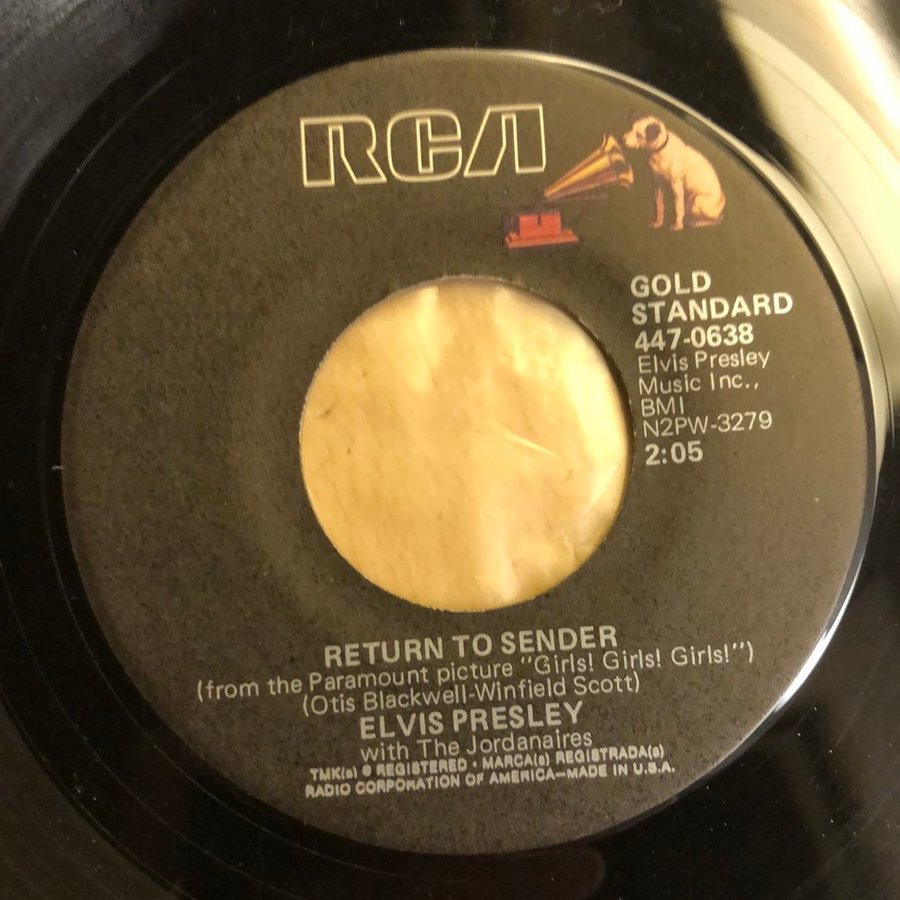 RCA
GOLD
STANDARD
447-0638
Elvis Presley
Music Inc.,
BMI
N2PW-3279
2:05
RETURN TO SENDER
(from the Paramount picture "Girls! Girls! Girls!")
(Otis Blackwell-Winfield Scott)
ELVIS PRESLEY
with The Jordanaires
TMK(s) ® REGISTERED • MARCA(s) REGISTRADA(s)
RADIO CORPORATION OF AMERICA—MADE IN U.S.A.